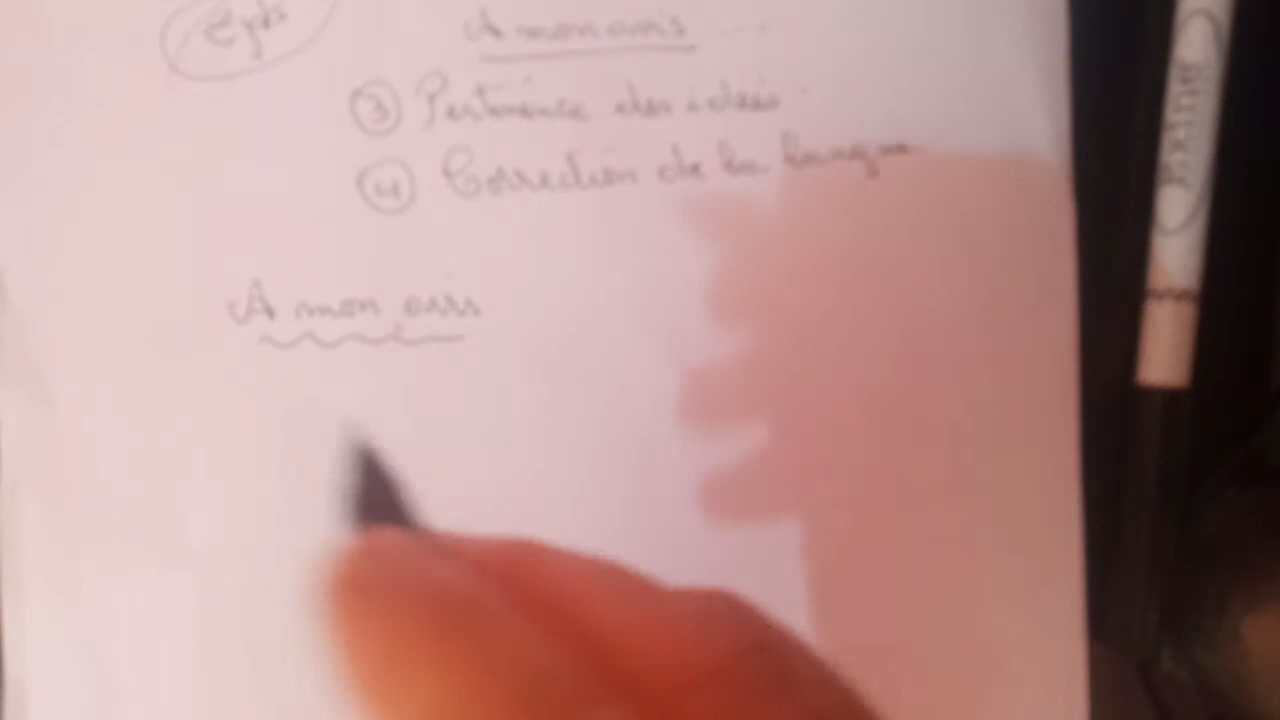 A mon avis ...
③ Pertinence des idées
④ Correction de la langue
A mon avis